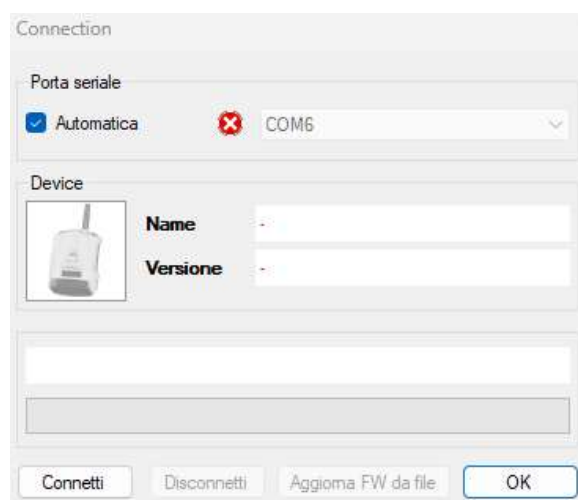 Connection
Porta seriale
Automatica COM6
Device
Name -
Versione -
Connetti Disconnetti Aggiorna FW da file OK